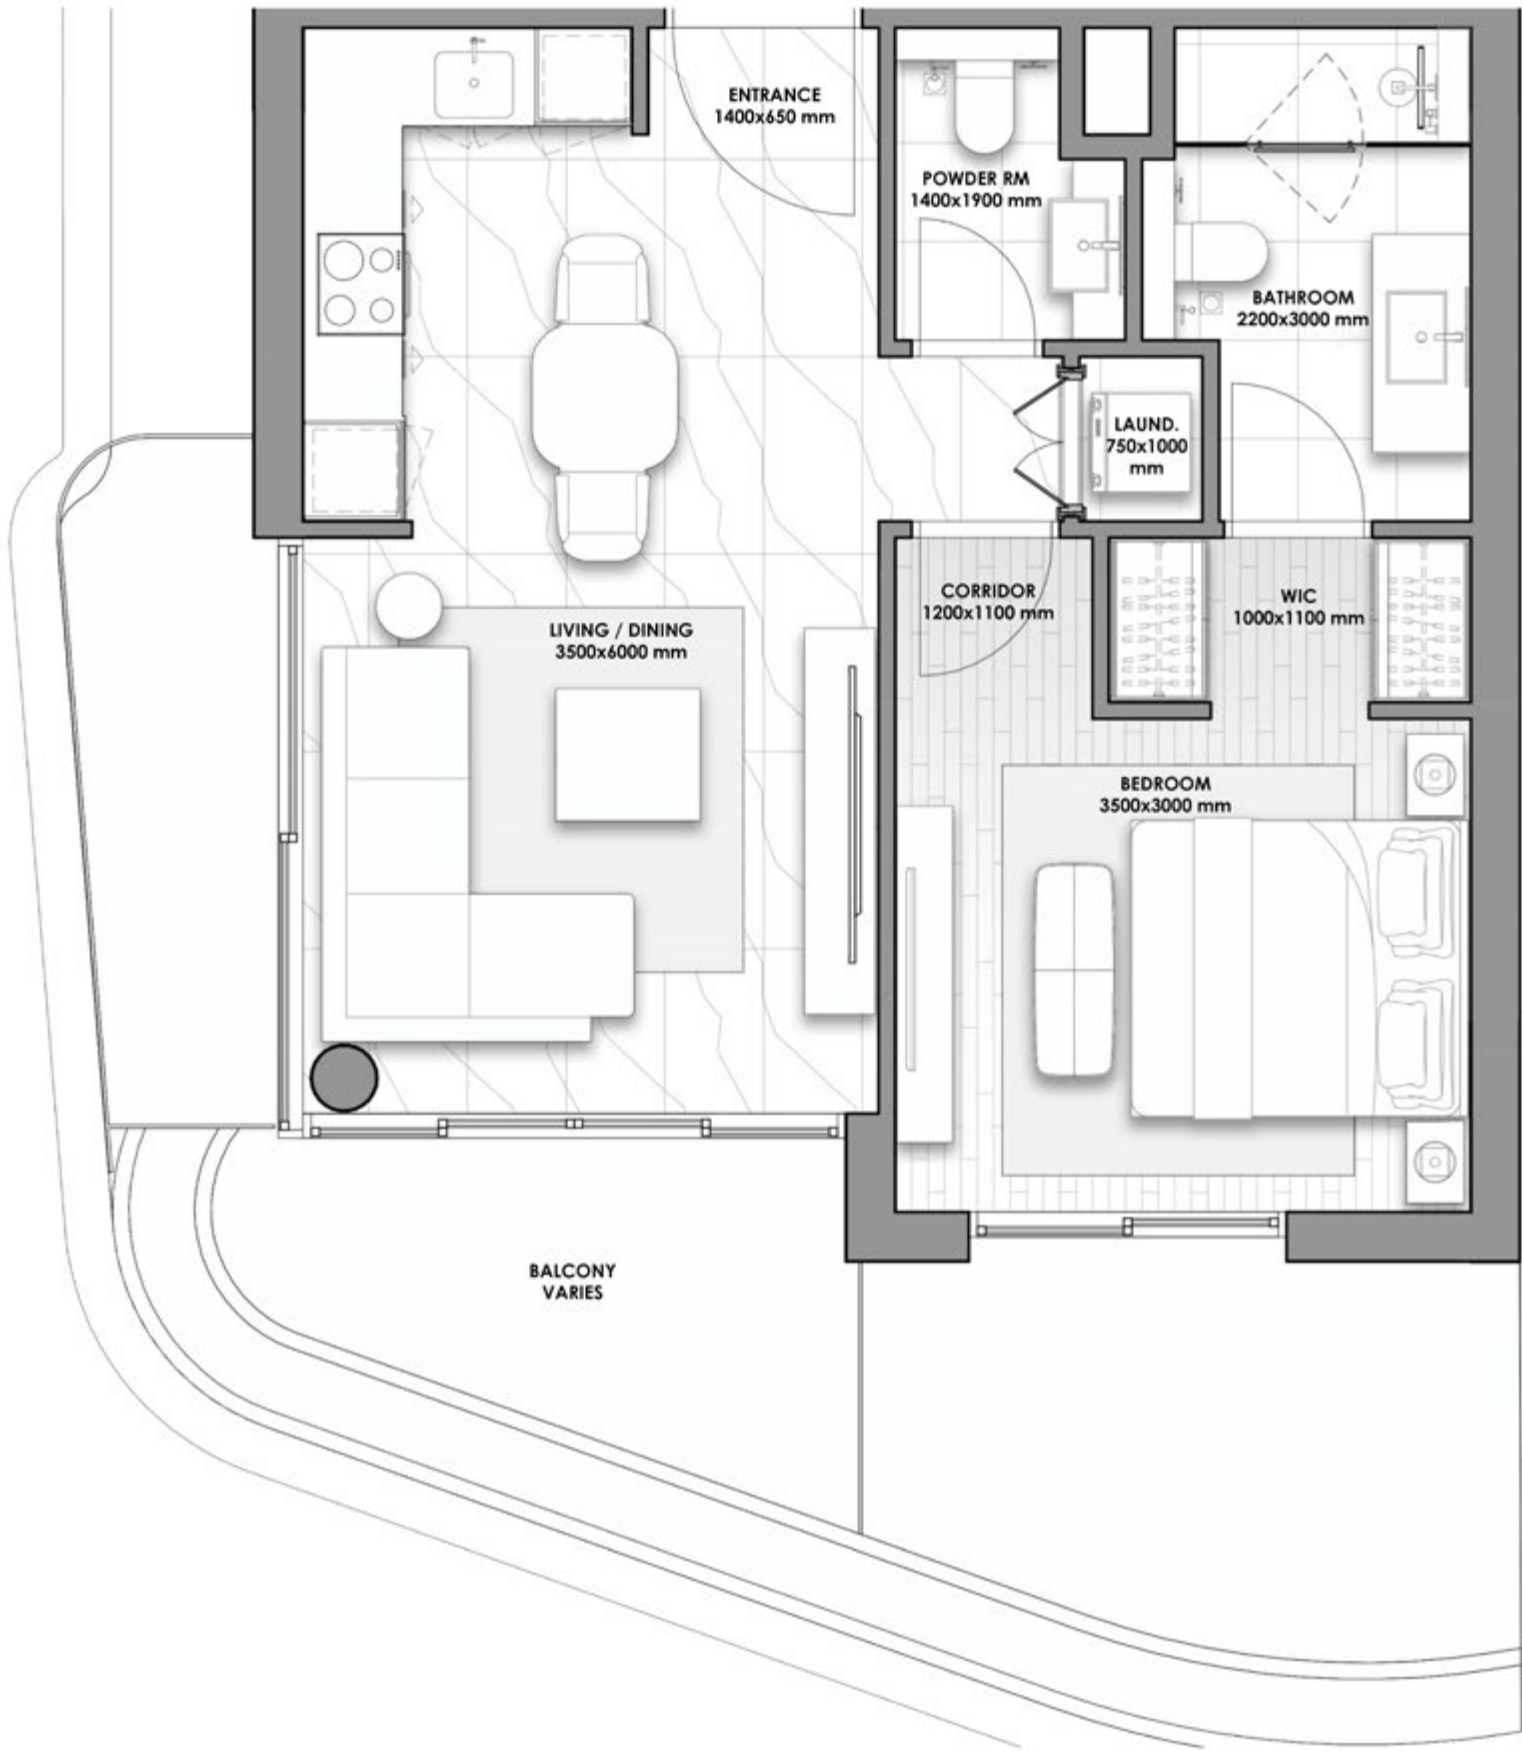 ENTRANCE
1400x650 mm
POWDER RM
1400x1900 mm
BATHROOM
2200x3000 mm
LAUND.
750x1000
mm
CORRIDOR
1200x1100 mm
WIC
1000x1100 mm
LIVING / DINING
3500x6000 mm
BEDROOM
3500x3000 mm
BALCONY
VARIES